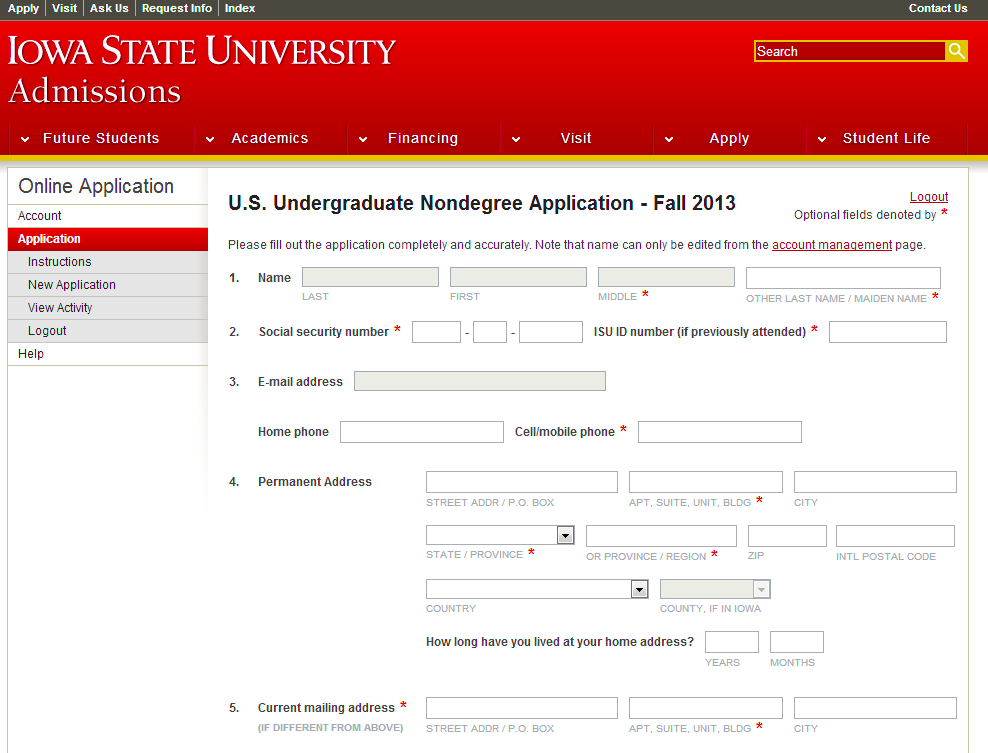 Apply Visit Ask Us Request Info Index Contact Us
IOWA STATE UNIVERSITY
Search
Admissions
Future Students Academics Financing Visit Apply Student Life
Online Application
Account
Application
Instructions
New Application
View Activity
Logout
Help
Logout
U.S. Undergraduate Nondegree Application - Fall 2013
Optional fields denoted by *
Please fill out the application completely and accurately. Note that name can only be edited from the account management page.
1. Name
LAST FIRST MIDDLE * OTHER LAST NAME / MAIDEN NAME *
2. Social security number * - - ISU ID number (if previously attended) *
3. E-mail address
Home phone Cell/mobile phone *
4. Permanent Address
STREET ADDR / P.O. BOX APT, SUITE, UNIT, BLDG * CITY
STATE / PROVINCE * OR PROVINCE / REGION * ZIP INTL POSTAL CODE
COUNTRY COUNTY, IF IN IOWA
How long have you lived at your home address?
YEARS MONTHS
5. Current mailing address *
(IF DIFFERENT FROM ABOVE) STREET ADDR / P.O. BOX APT, SUITE, UNIT, BLDG * CITY